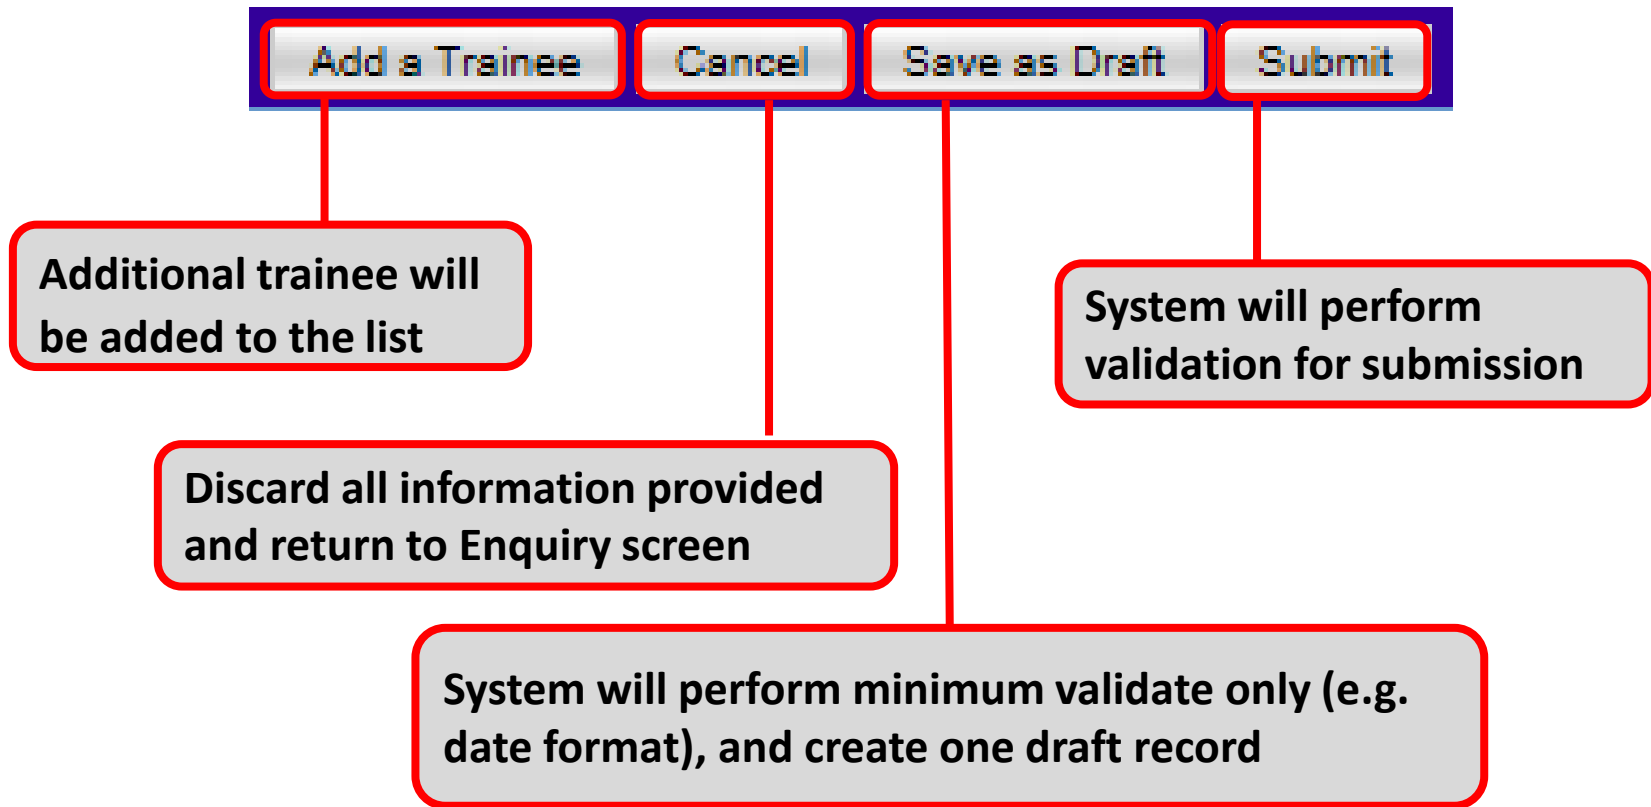 Add a Trainee Cancel Save as Draft Submit
Additional trainee will
be added to the list
System will perform
validation for submission
Discard all information provided
and return to Enquiry screen
System will perform minimum validate only (e.g.
date format), and create one draft record